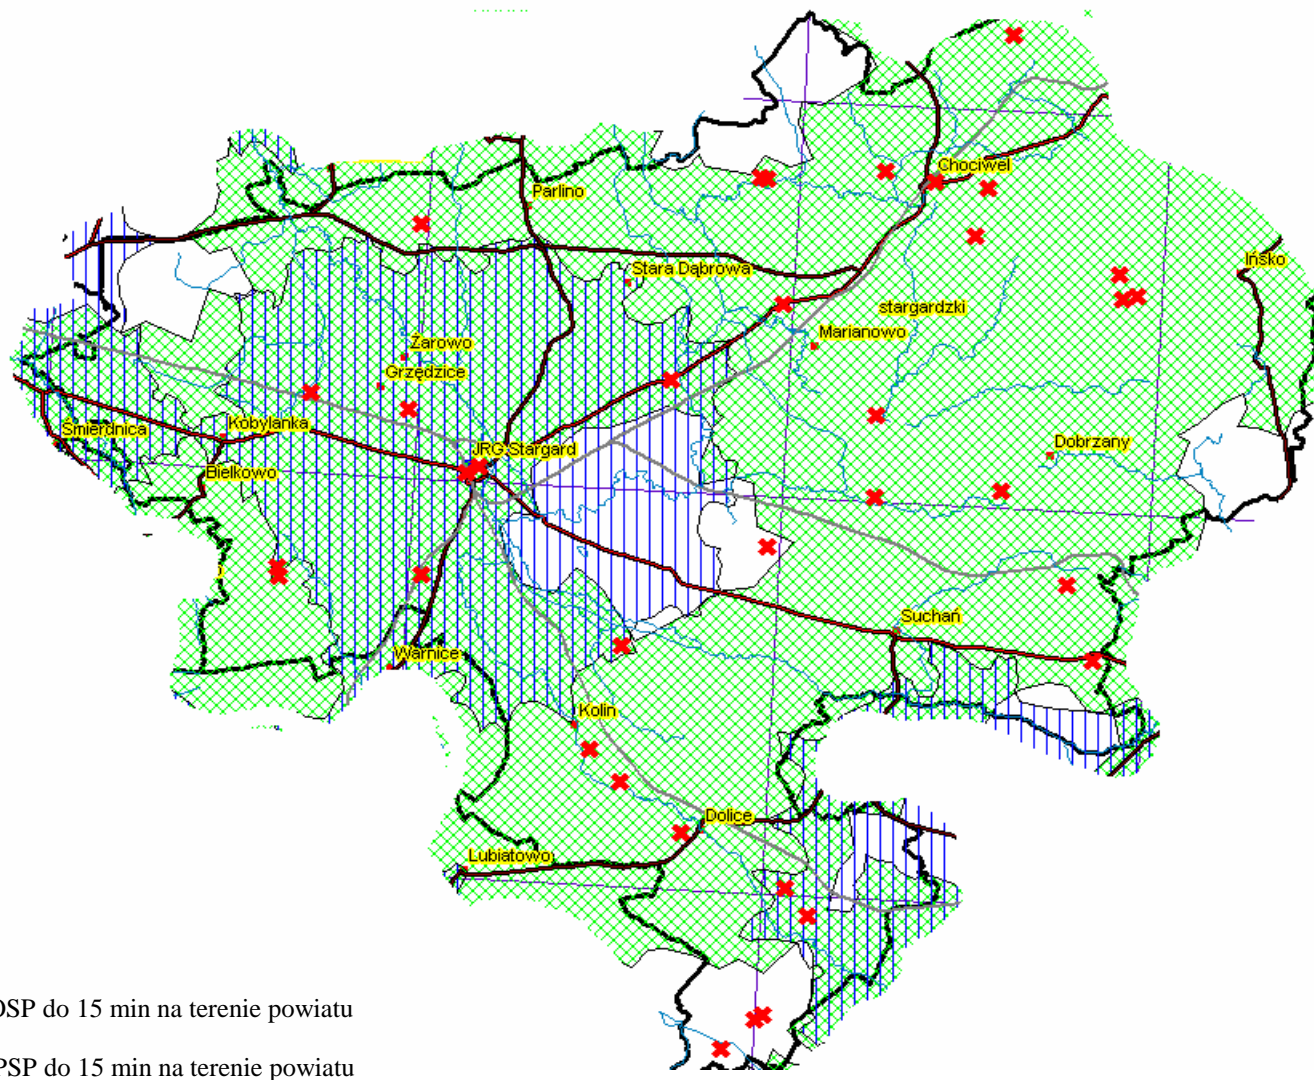 Chociwel
Parlino
Ińsko
Stara Dąbrowa
stargardzki
Marianowo
Żarowo
Grzędzice
Kobylanka
Śmierdnica
JRG Stargard
Dobrzany
Bielkowo
Suchań
Warnice
Kolin
Dolice
Lubiatowo
OSP do 15 min na terenie powiatu
PSP do 15 min na terenie powiatu